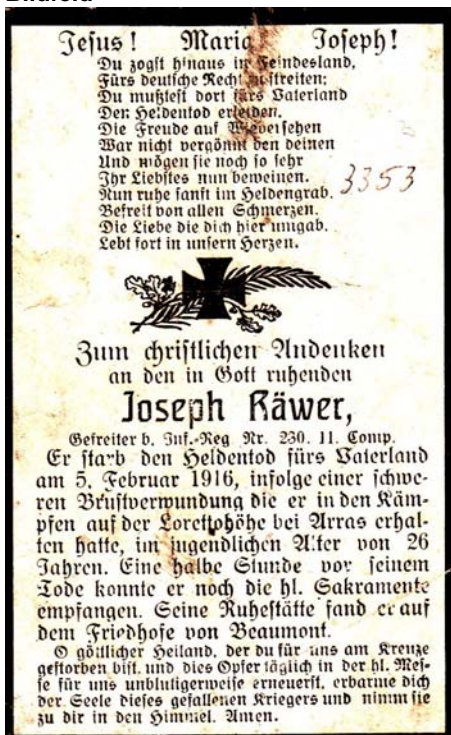 Jesus! Maria Joseph!
Du zogst hinaus in Feindesland,
Fürs deutsche Recht zu streiten;
Du mußtest dort fürs Vaterland
Den Heldentod erleiden.
Die Freude auf Wiedersehen
War nicht vergönnt den deinen
Und mögen sie noch so sehr
Ihr Liebstes nun beweinen.
Nun ruhe sanft im Heldengrab.
Befreit von allen Schmerzen.
Die Liebe die dich hier umgab.
Lebt fort in unsern Herzen.
3353
Zum christlichen Andenken
an den in Gott ruhenden
Joseph Räwer,
Gefreiter b. Inf.-Reg Nr. 230. 11. Comp.
Er starb den Heldentod fürs Vaterland
am 5. Februar 1916, infolge einer schwe-
ren Brustverwundung die er in den Käm-
pfen auf der Lorettohöhe bei Arras erhal-
ten hatte, im jugendlichen Alter von 26
Jahren. Eine halbe Stunde vor seinem
Tode konnte er noch die hl. Sakramente
empfangen. Seine Ruhestätte fand er auf
dem Friedhofe von Beaumont.
O göttlicher Heiland, der du für uns am Kreuze
gestorben bist, und dies Opfer täglich in der hl. Mes-
se für uns unblutigerweise erneuerst, erbarme dich
der Seele dieses gefallenen Kriegers und nimm sie
zu dir in den Himmel. Amen.